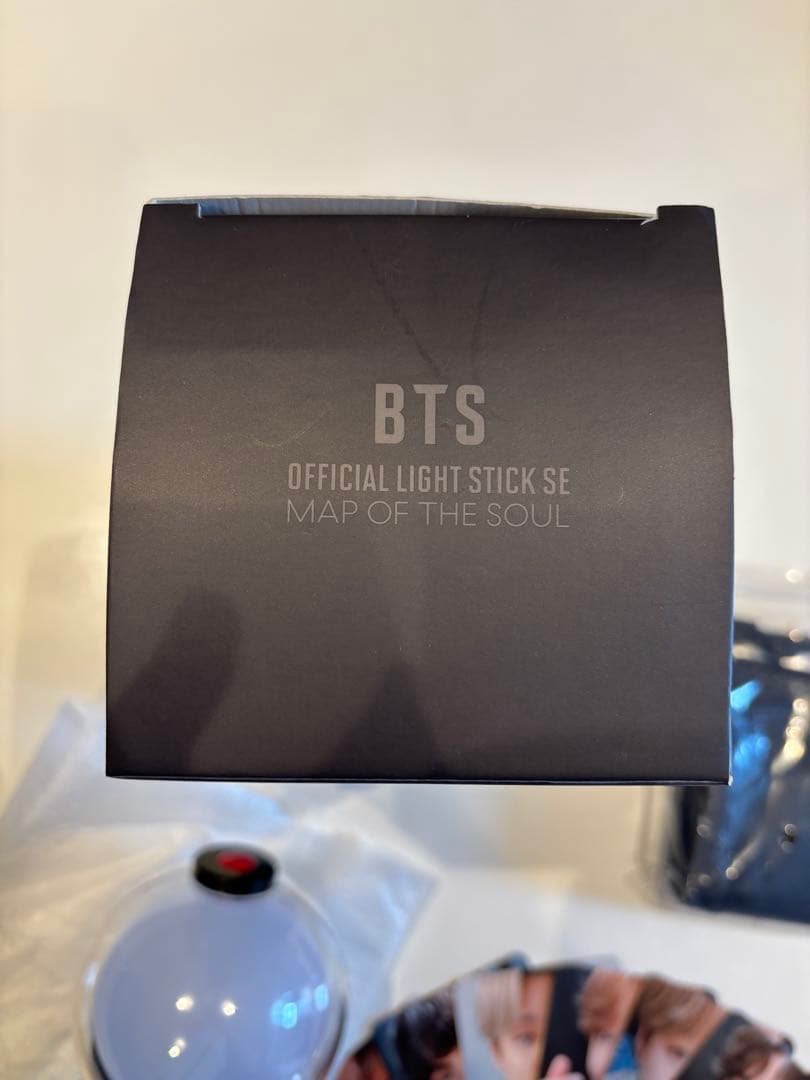 BTS
OFFICIAL LIGHT STICK SE
MAP OF THE SOUL